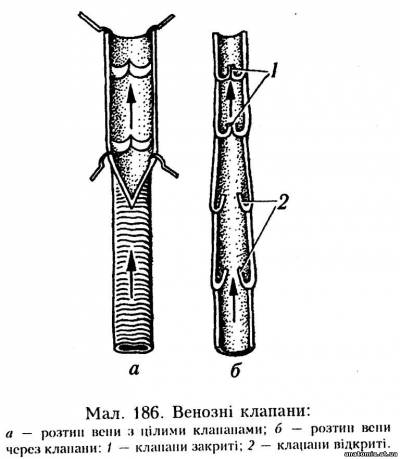 1
2
а
б
Мал. 186. Венозні клапани:
а — розтин вени з цілими клапанами; б — розтин вени
через клапани: 1 — клапани закриті; 2 — клапани відкриті.
anatomia.at.ua